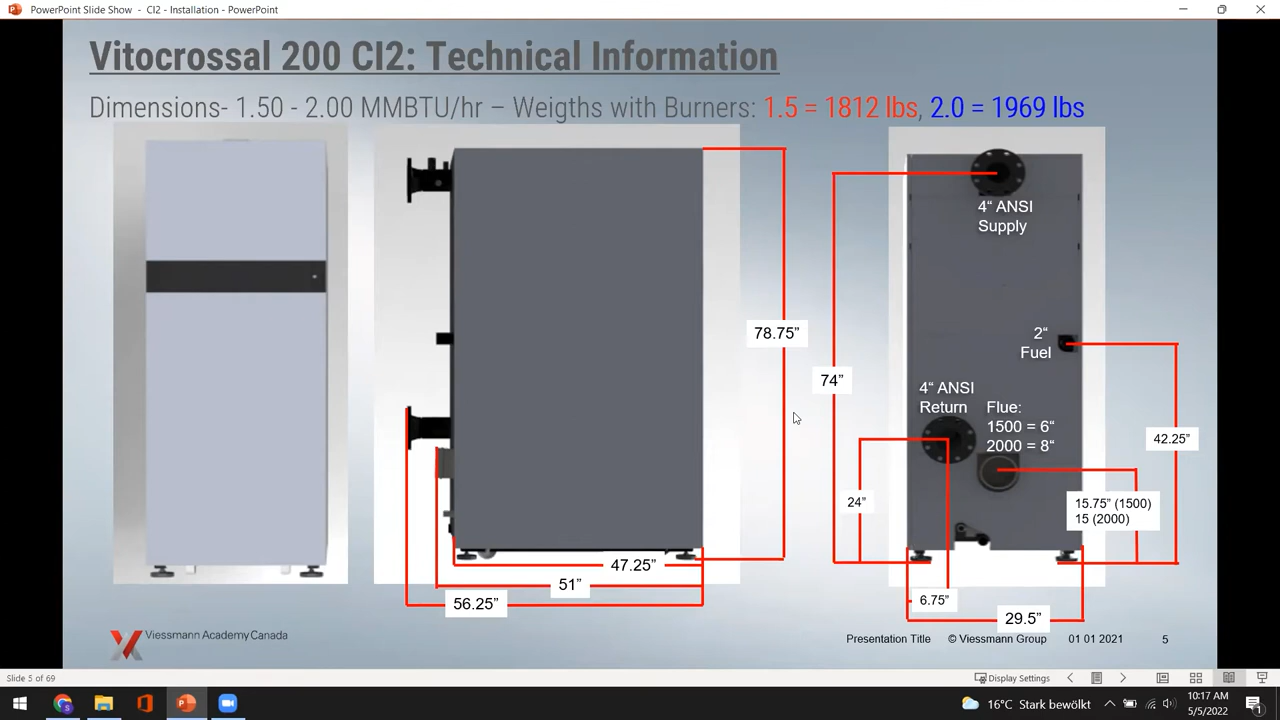 PowerPoint Slide Show - CI2 - Installation - PowerPoint
Vitocrossal 200 CI2: Technical Information
Dimensions- 1.50 - 2.00 MMBTU/hr – Weigths with Burners: 1.5 = 1812 lbs, 2.0 = 1969 lbs
4“ ANSI
Supply
78.75”
2“
Fuel
74”
4“ ANSI
Return
Flue:
1500 = 6“
2000 = 8“
42.25”
24”
15.75” (1500)
15 (2000)
47.25”
51”
56.25”
6.75”
29.5”
Viessmann Academy Canada
Presentation Title © Viessmann Group 01 01 2021 5
Slide 5 of 69
Display Settings
16°C Stark bewölkt
10:17 AM
5/5/2022
1